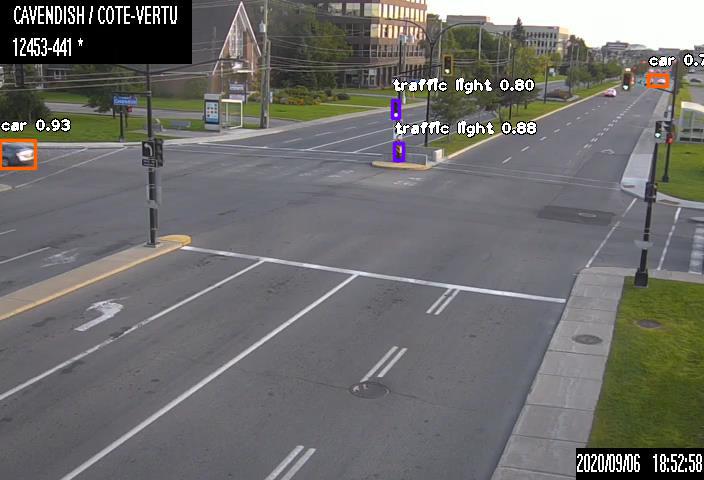 CAVENDISH / COTE-VERTU
12453-441 *
car 0.7
traffic light 0.80
traffic light 0.88
car 0.93
2020/09/06 18:52:58